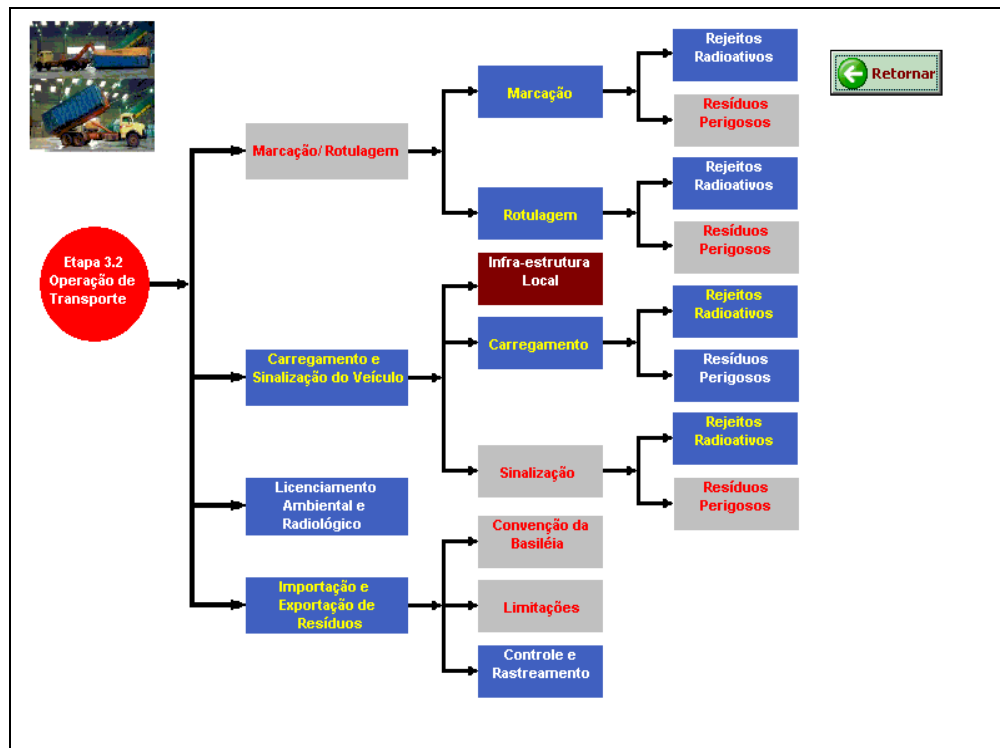 Rejeitos
Radioativos
Retornar
Marcação
Resíduos
Perigosos
Marcação/ Rotulagem
Rejeitos
Radioativos
Rotulagem
Resíduos
Perigosos
Etapa 3.2
Operação de
Transporte
Infra-estrutura
Local
Rejeitos
Radioativos
Carregamento
Carregamento e
Sinalização do Veículo
Resíduos
Perigosos
Rejeitos
Radioativos
Sinalização
Resíduos
Perigosos
Licenciamento
Ambiental e
Radiológico
Convenção da
Basiléia
Importação e
Exportação de
Resíduos
Limitações
Controle e
Rastreamento